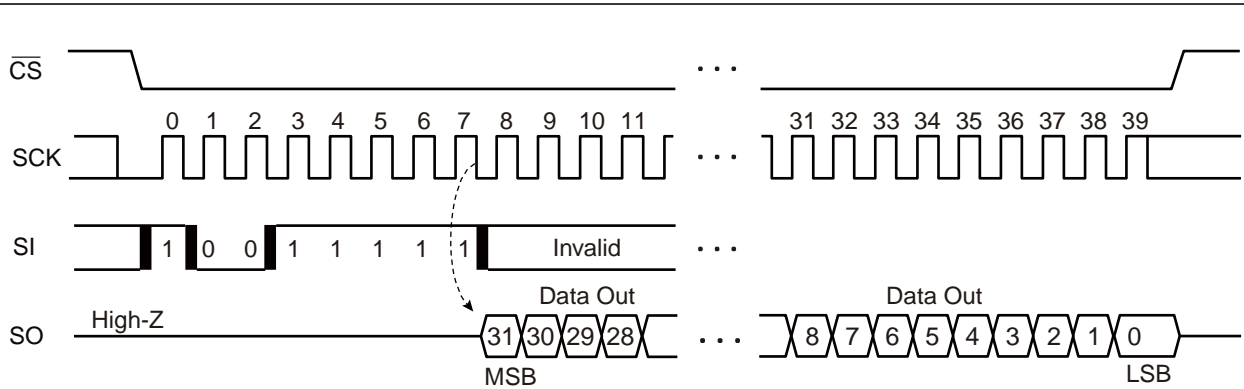 CS
0 1 2 3 4 5 6 7 8 9 10 11 31 32 33 34 35 36 37 38 39
SCK
SI 1 0 0 1 1 1 1 1 Invalid
Data Out Data Out
High-Z
SO 31 30 29 28 8 7 6 5 4 3 2 1 0
MSB LSB